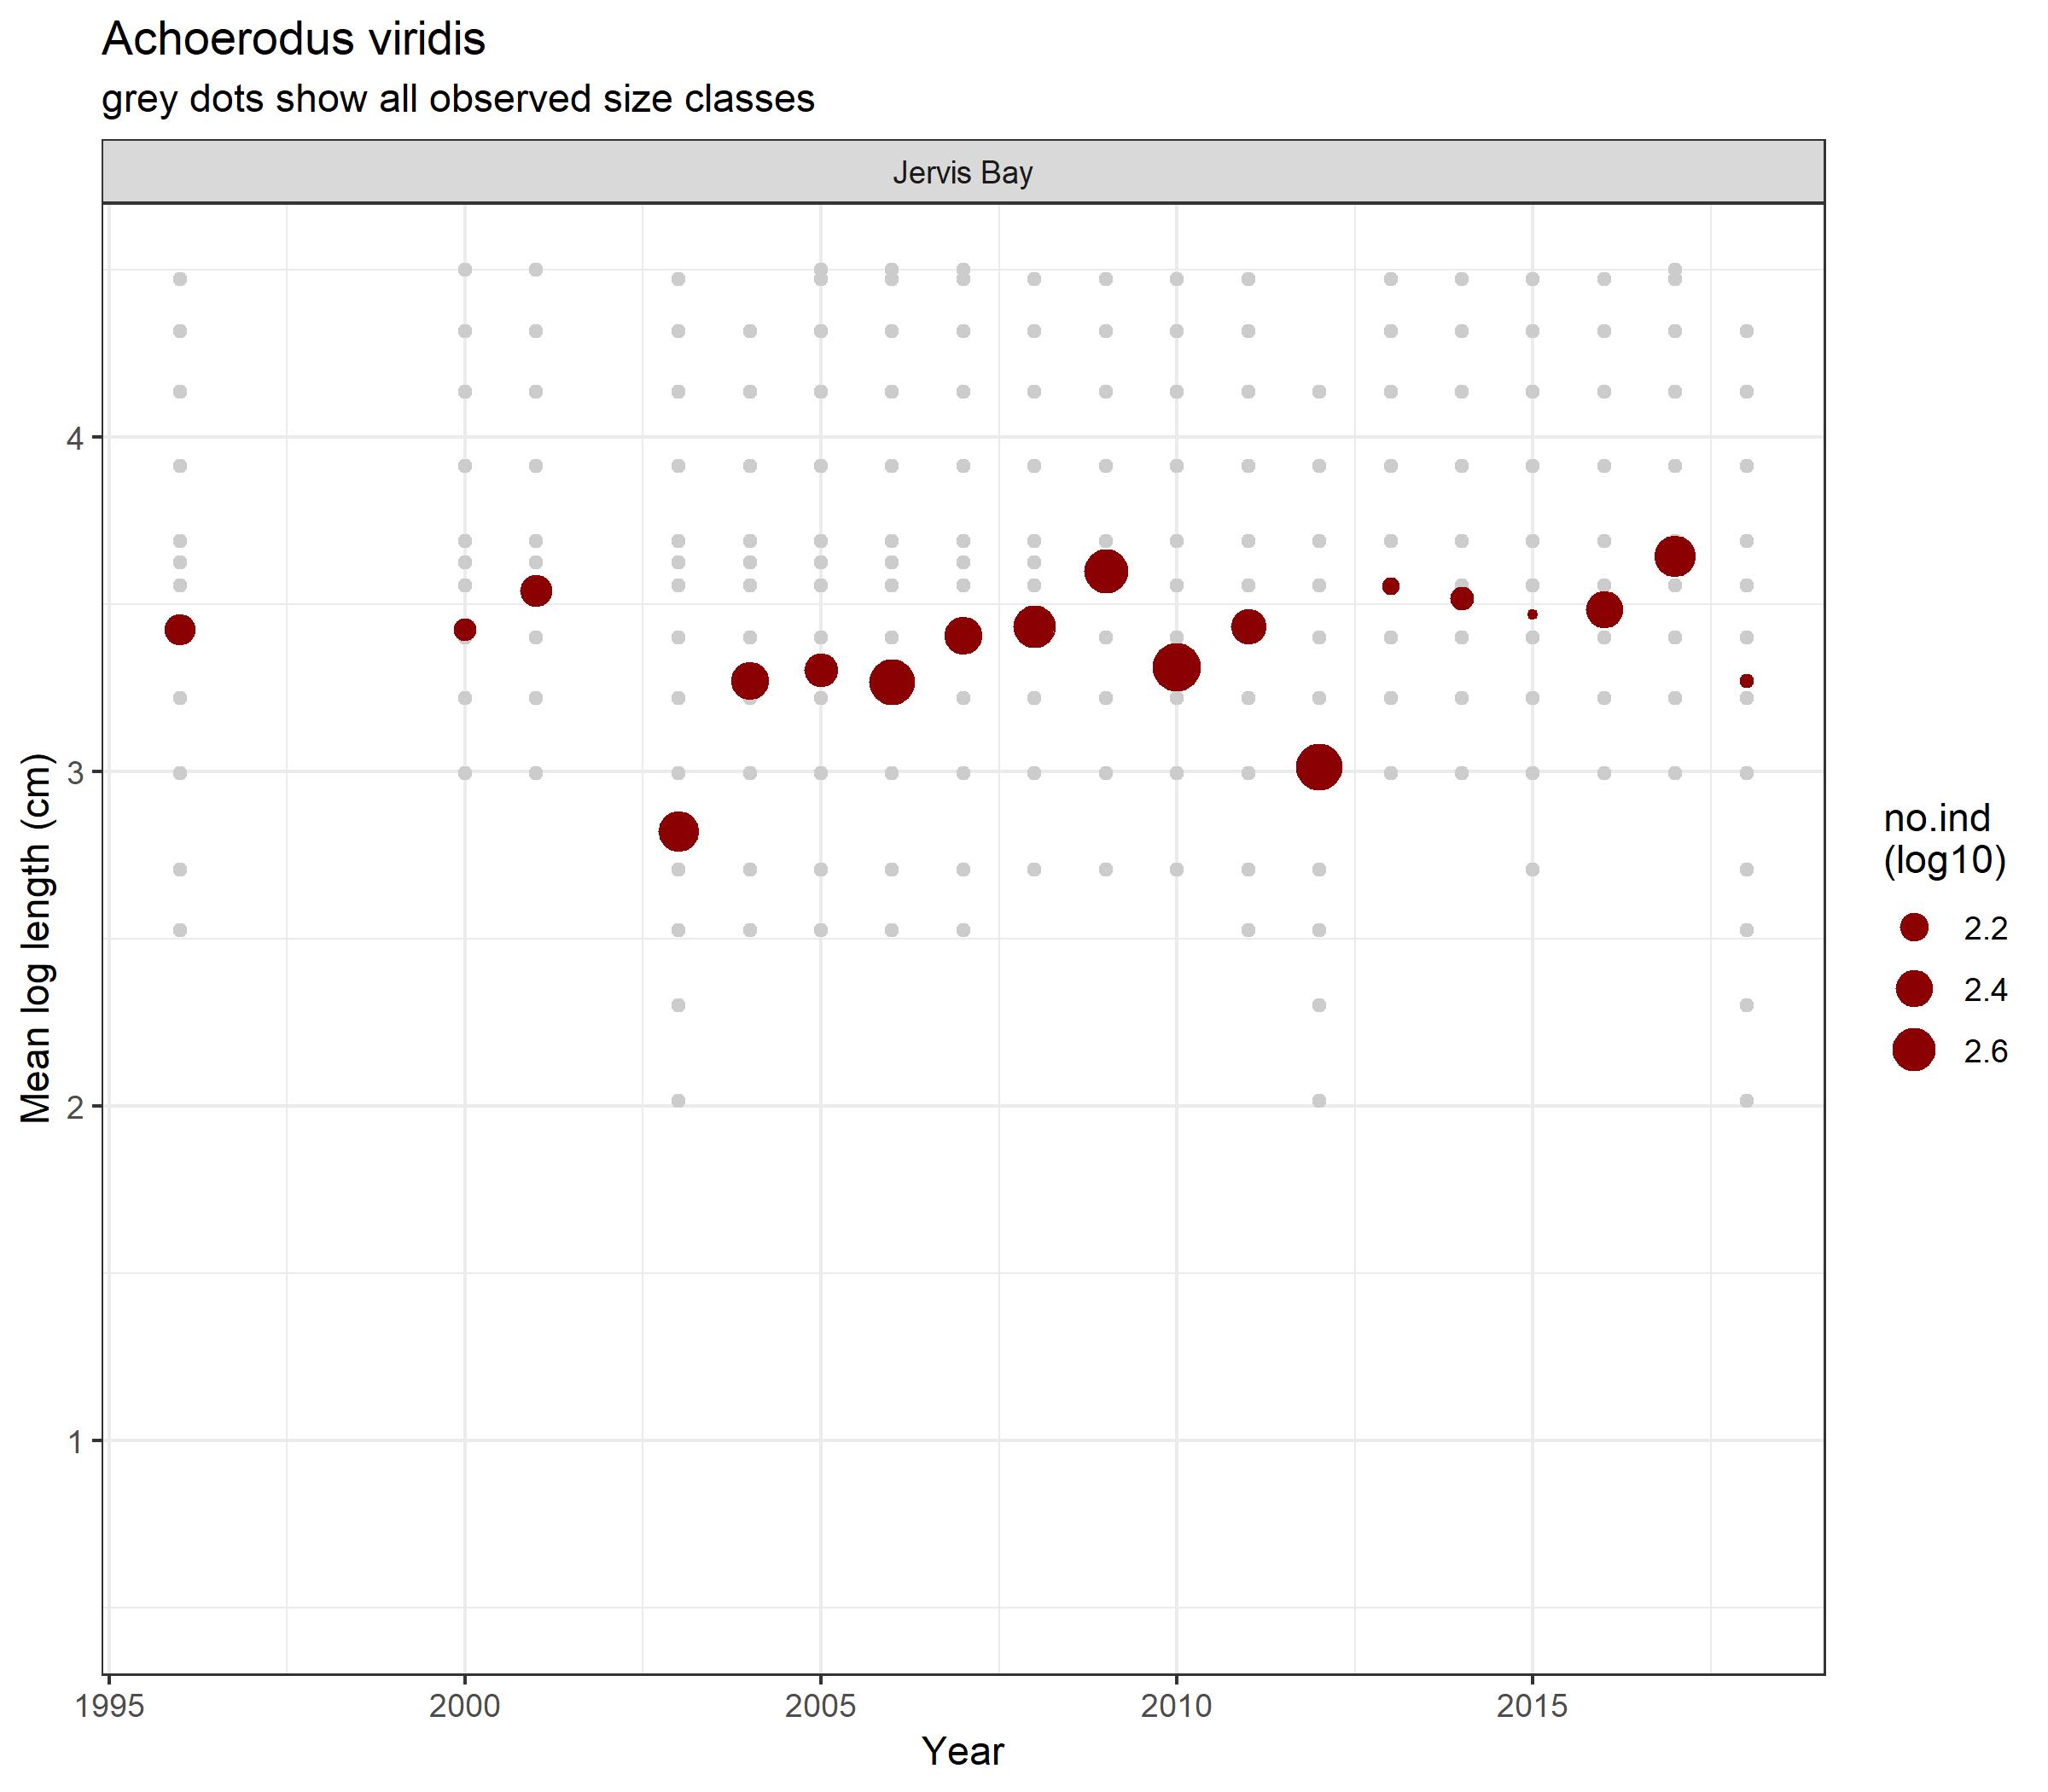 Achoerodus viridis
grey dots show all observed size classes
Jervis Bay
Mean log length (cm)
4
3
2
1
1995
2000
2005
2010
2015
Year
no.ind
(log10)
2.2
2.4
2.6